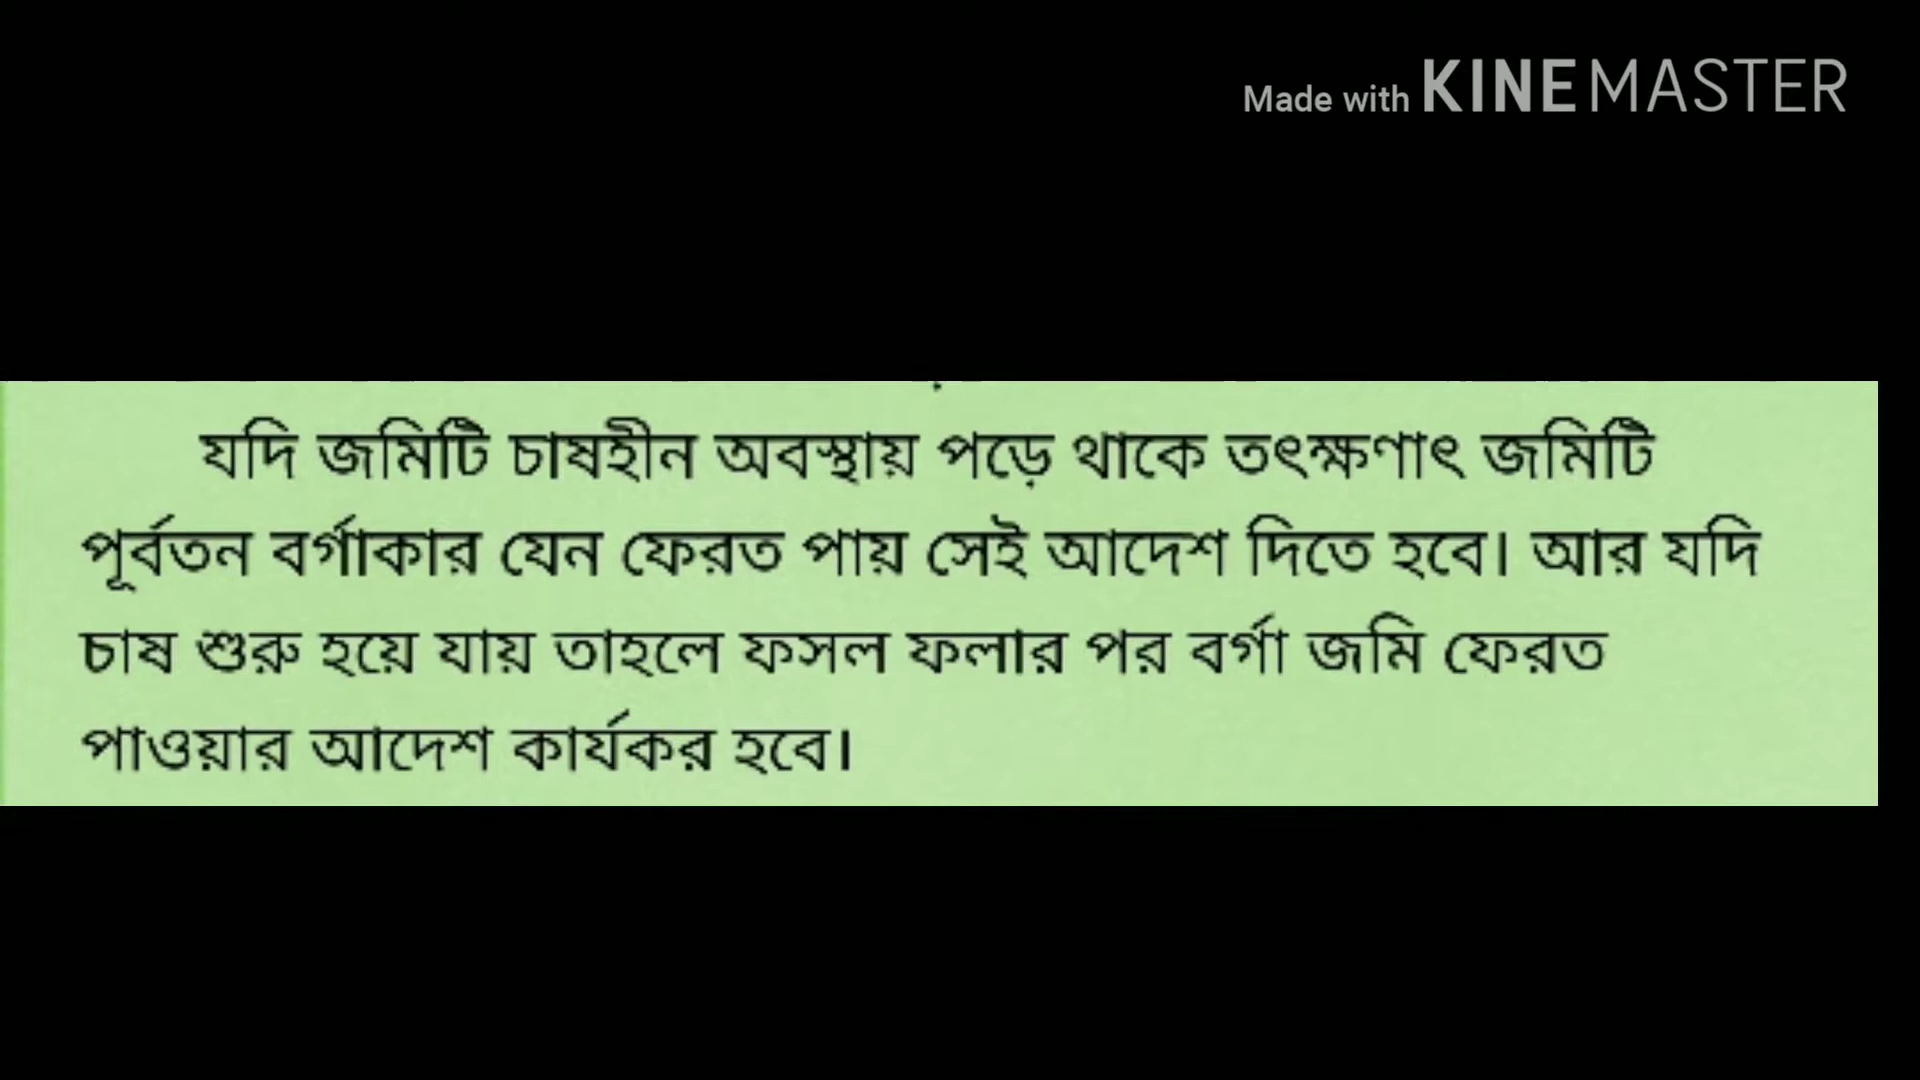 Made with KINEMASTER
যদি জমিটি চাষহীন অবস্থায় পড়ে থাকে তৎক্ষণাৎ জমিটি
পূর্বতন বর্গাকার যেন ফেরত পায় সেই আদেশ দিতে হবে। আর যদি
চাষ শুরু হয়ে যায় তাহলে ফসল ফলার পর বর্গা জমি ফেরত
পাওয়ার আদেশ কার্যকর হবে।